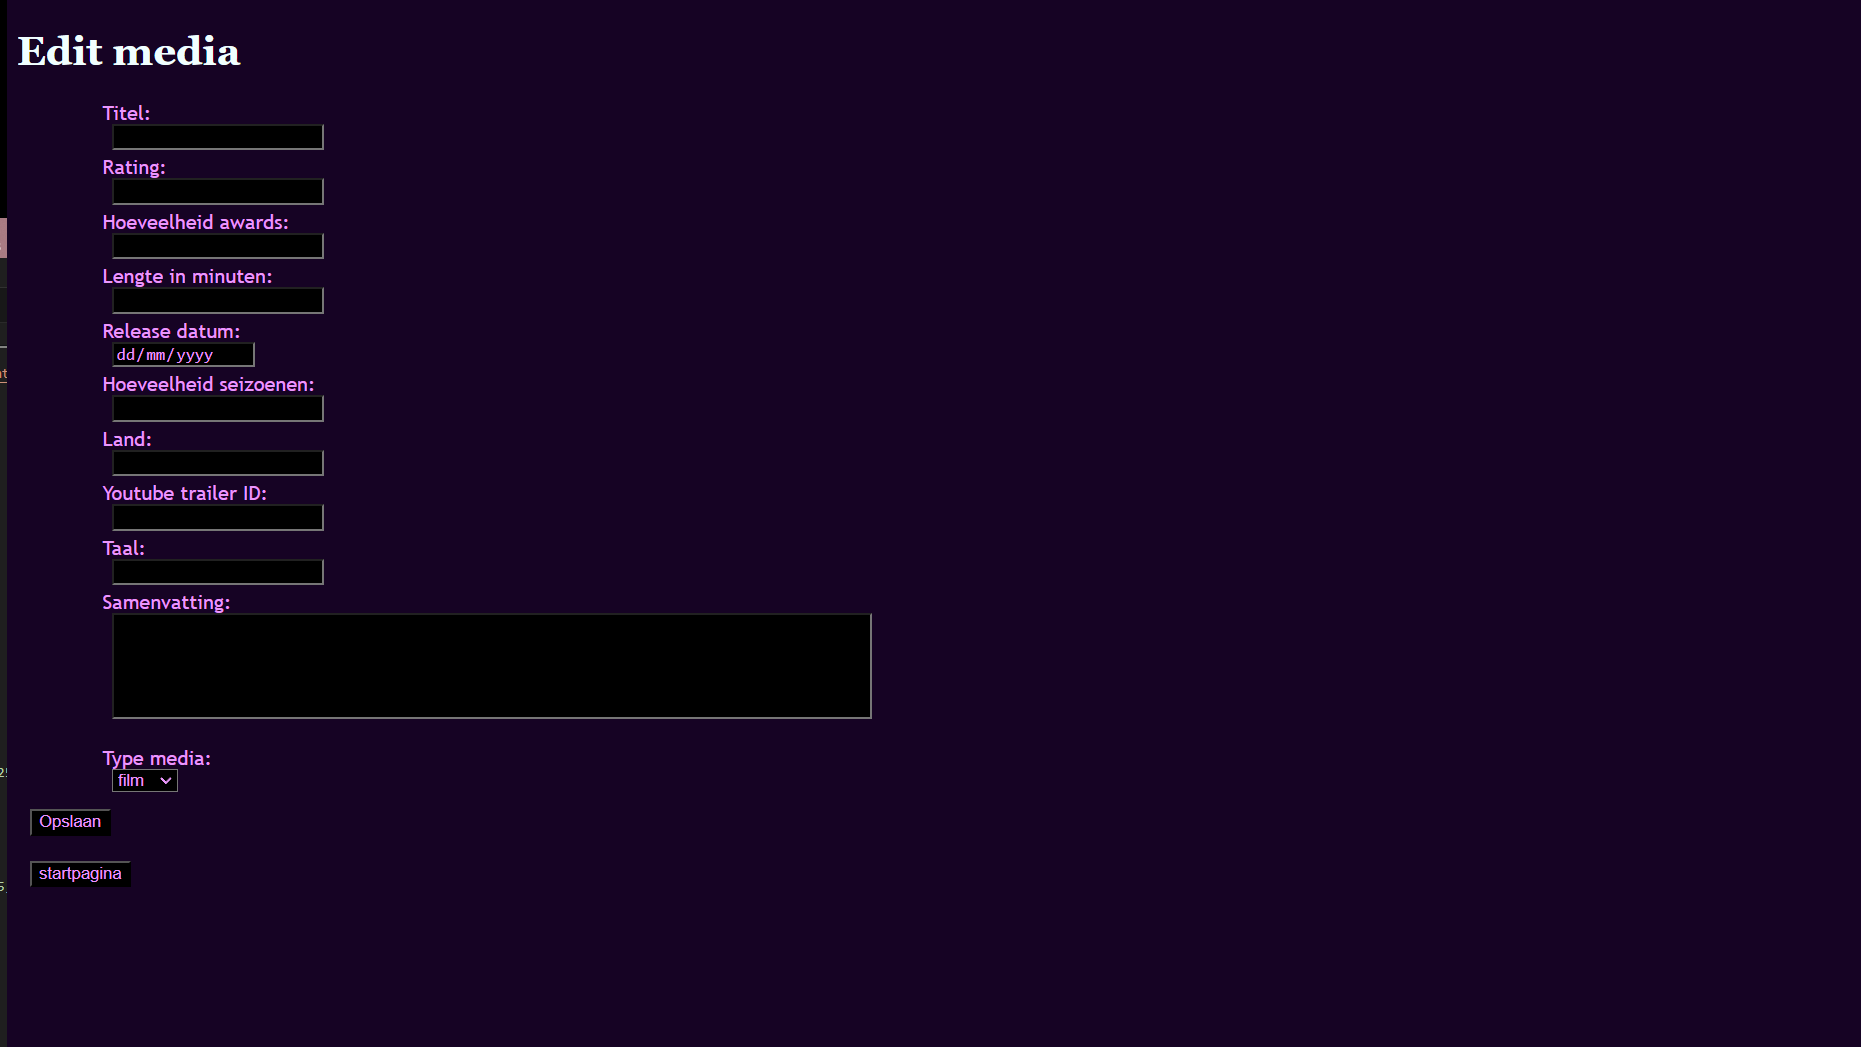 Edit media
Titel:
Rating:
Hoeveelheid awards:
Lengte in minuten:
Release datum:
dd/mm/yyyy
Hoeveelheid seizoenen:
Land:
Youtube trailer ID:
Taal:
Samenvatting:
Type media:
film
Opslaan
startpagina